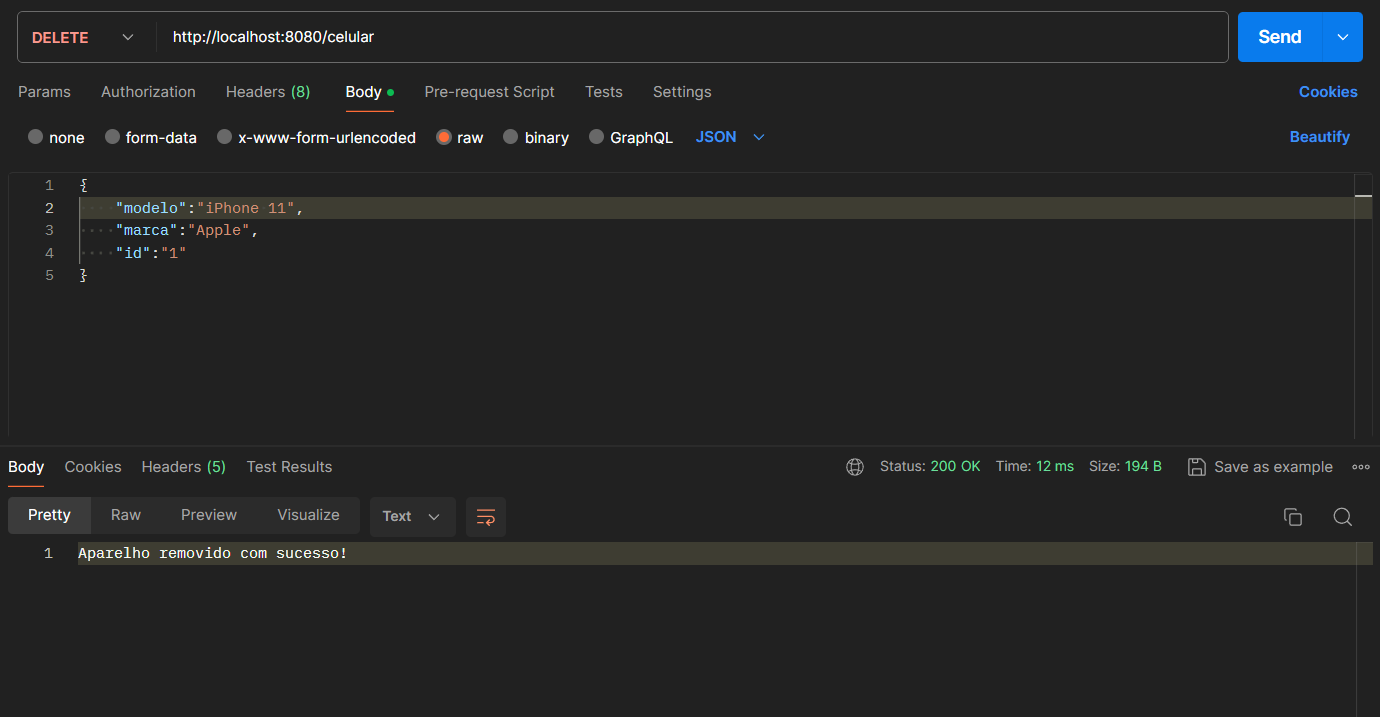 DELETE http://localhost:8080/celular Send
Params Authorization Headers (8) Body Pre-request Script Tests Settings Cookies
none form-data x-www-form-urlencoded raw binary GraphQL JSON Beautify
1 {
2 "modelo":"iPhone 11",
3 "marca":"Apple",
4 "id":"1"
5 }
Body Cookies Headers (5) Test Results Status: 200 OK Time: 12 ms Size: 194 B Save as example
Pretty Raw Preview Visualize Text
1 Aparelho removido com sucesso!